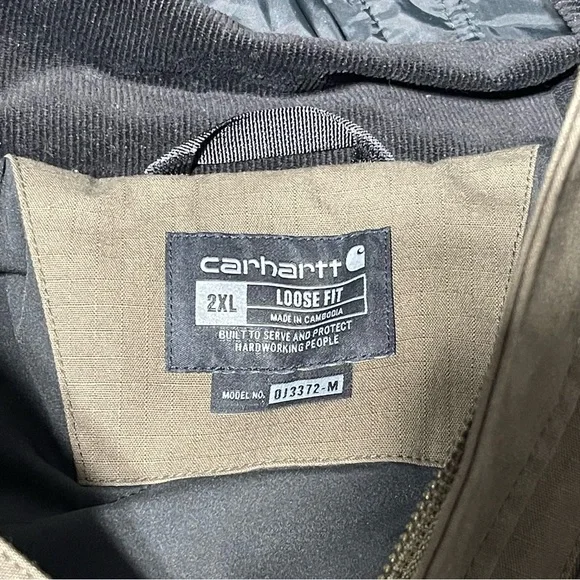 carhartt
2XL LOOSE FIT
MADE IN CAMBODIA
BUILT TO SERVE AND PROTECT
HARDWORKING PEOPLE
MODEL NO. OJ3372-M